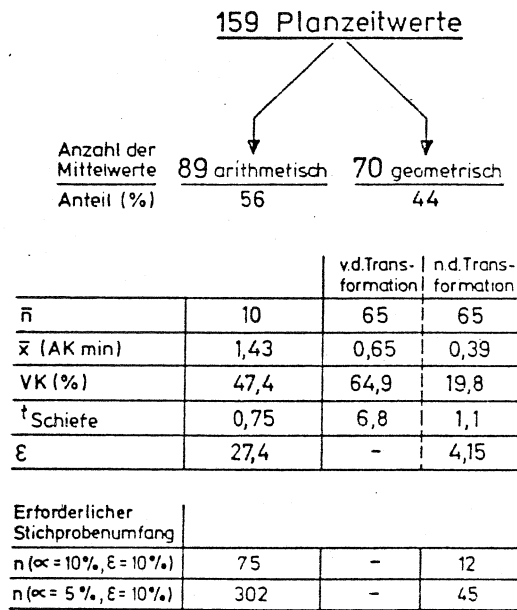 159 Planzeitwerte
Anzahl der
Mittelwerte 89 arithmetisch 70 geometrisch
Anteil (%) 56 44
v.d.Trans- n.d.Trans-
formation formation
n̅ 10 65 65
x̅ (AK min) 1,43 0,65 0,39
VK (%) 47,4 64,9 19,8
t Schiefe 0,75 6,8 1,1
ε 27,4 – 4,15
Erforderlicher
Stichprobenumfang
n (∝ = 10%, ε = 10%) 75 – 12
n (∝ = 5%, ε = 10%) 302 – 45